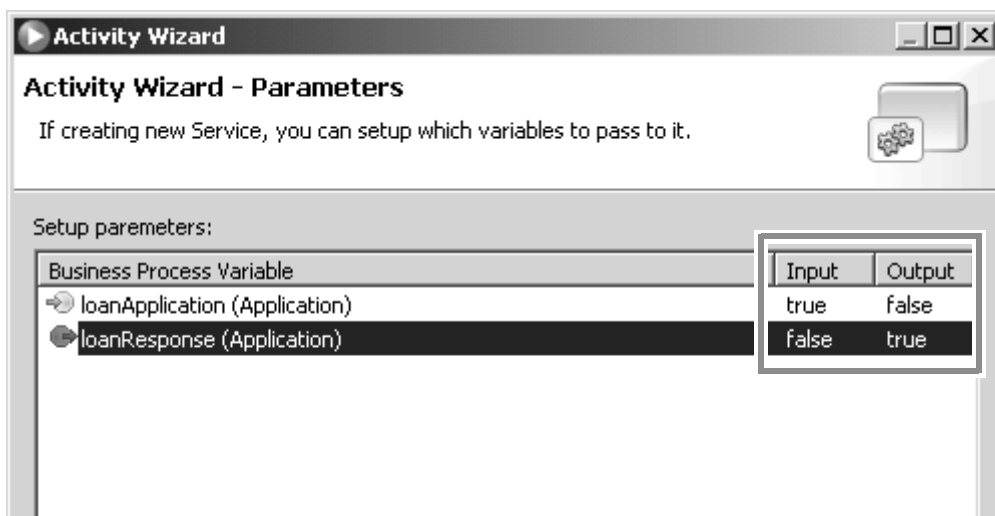 Activity Wizard
Activity Wizard - Parameters
If creating new Service, you can setup which variables to pass to it.
Setup paremeters:
Business Process Variable Input Output
loanApplication (Application) true false
loanResponse (Application) false true